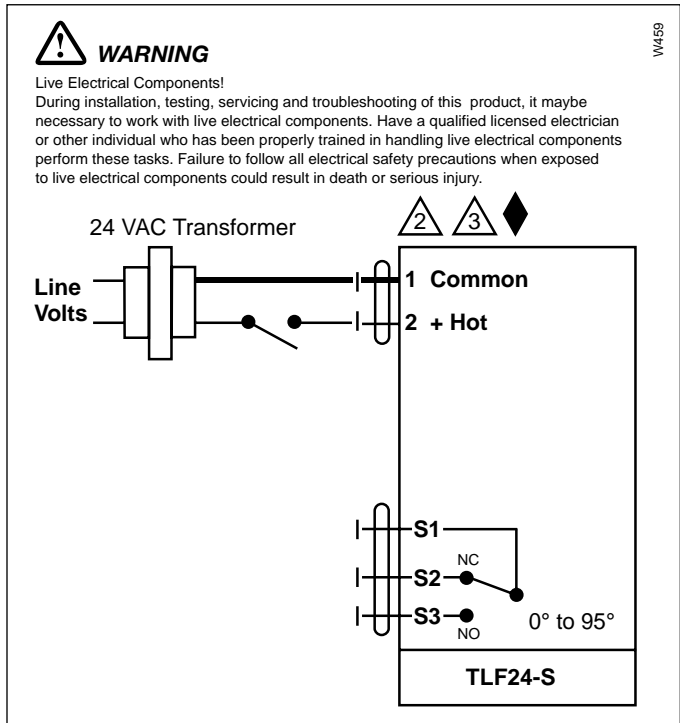 W459
WARNING
Live Electrical Components!
During installation, testing, servicing and troubleshooting of this product, it maybe
necessary to work with live electrical components. Have a qualified licensed electrician
or other individual who has been properly trained in handling live electrical components
perform these tasks. Failure to follow all electrical safety precautions when exposed
to live electrical components could result in death or serious injury.
24 VAC Transformer
2 3
Line
Volts
1 Common
2 + Hot
S1
NC
S2
S3
NO
0° to 95°
TLF24-S